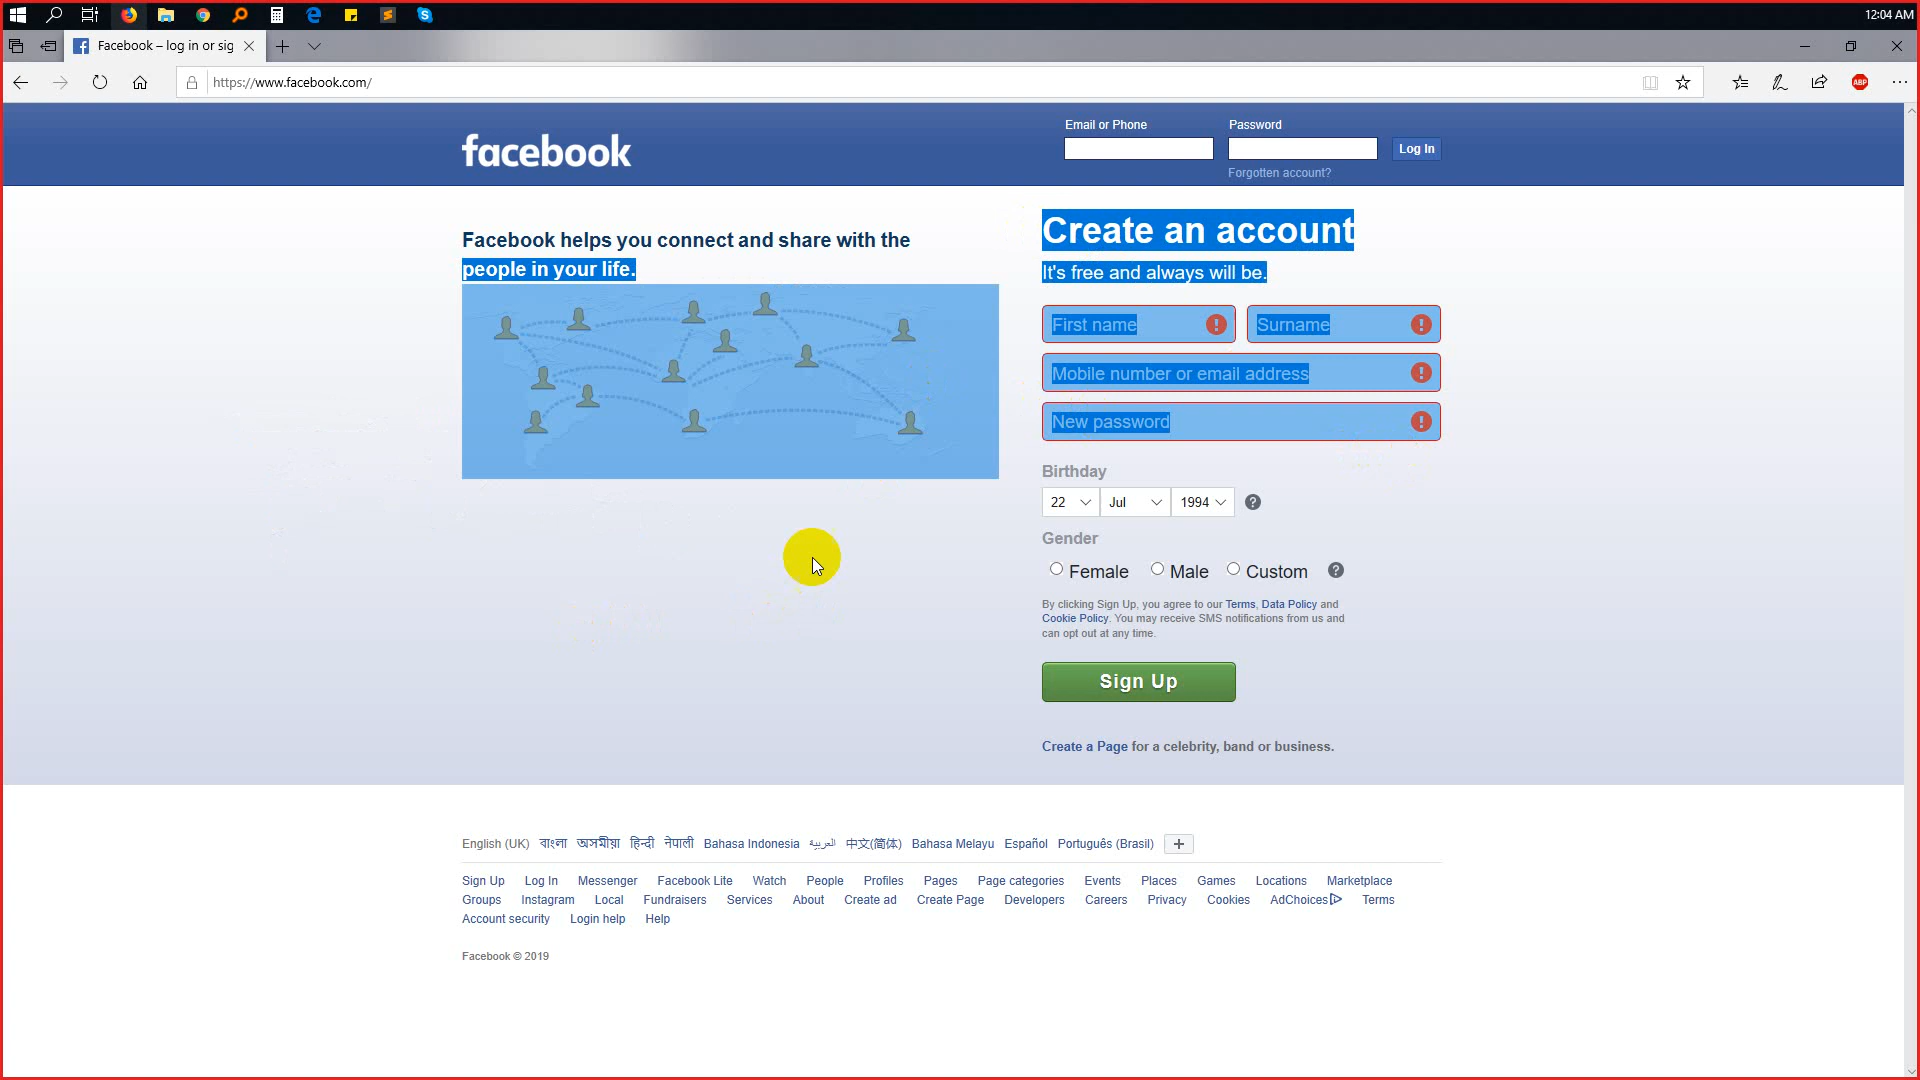 12:04 AM
Facebook – log in or sig
https://www.facebook.com/
ABP
facebook
Email or Phone
Password
Log In
Forgotten account?
Facebook helps you connect and share with the
people in your life.
Create an account
It's free and always will be.
First name
Surname
Mobile number or email address
New password
Birthday
22
Jul
1994
Gender
Female
Male
Custom
By clicking Sign Up, you agree to our Terms, Data Policy and
Cookie Policy. You may receive SMS notifications from us and
can opt out at any time.
Sign Up
Create a Page for a celebrity, band or business.
English (UK) বাংলা অসমীয়া हिन्दी नेपाली Bahasa Indonesia العربية 中文(简体) Bahasa Melayu Español Português (Brasil)
Sign Up Log In Messenger Facebook Lite Watch People Profiles Pages Page categories Events Places Games Locations Marketplace
Groups Instagram Local Fundraisers Services About Create ad Create Page Developers Careers Privacy Cookies AdChoices Terms
Account security Login help Help
Facebook © 2019